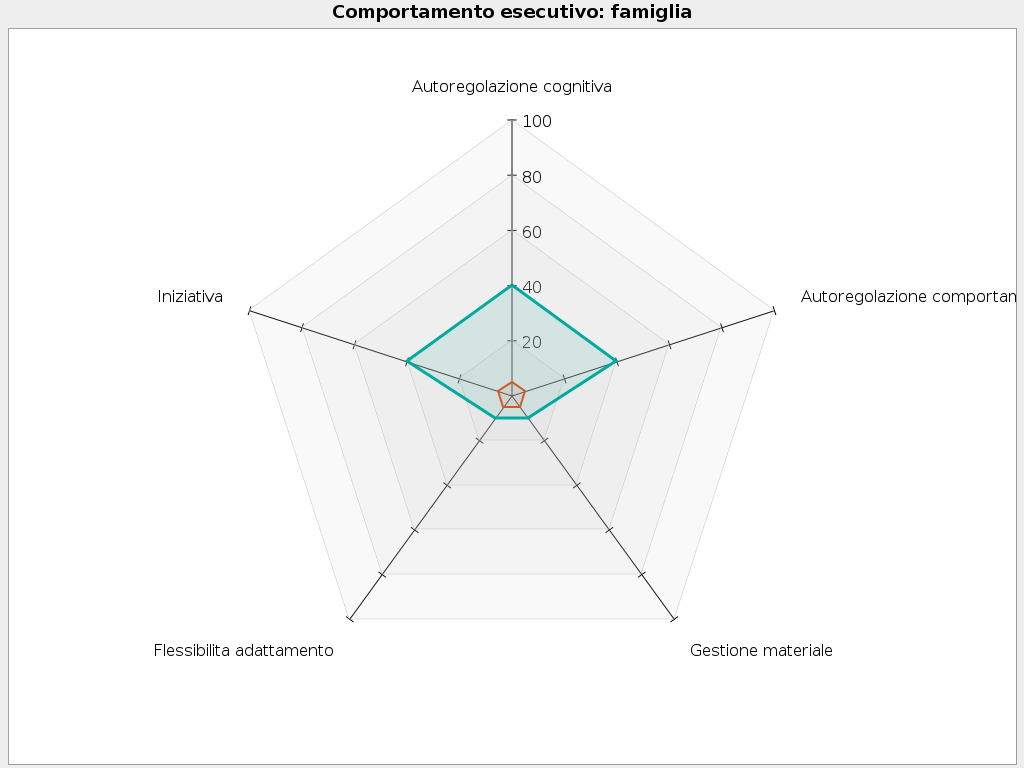 Comportamento esecutivo: famiglia
Autoregolazione cognitiva
100
80
60
40
20
Iniziativa
Autoregolazione comportan
Flessibilita adattamento
Gestione materiale